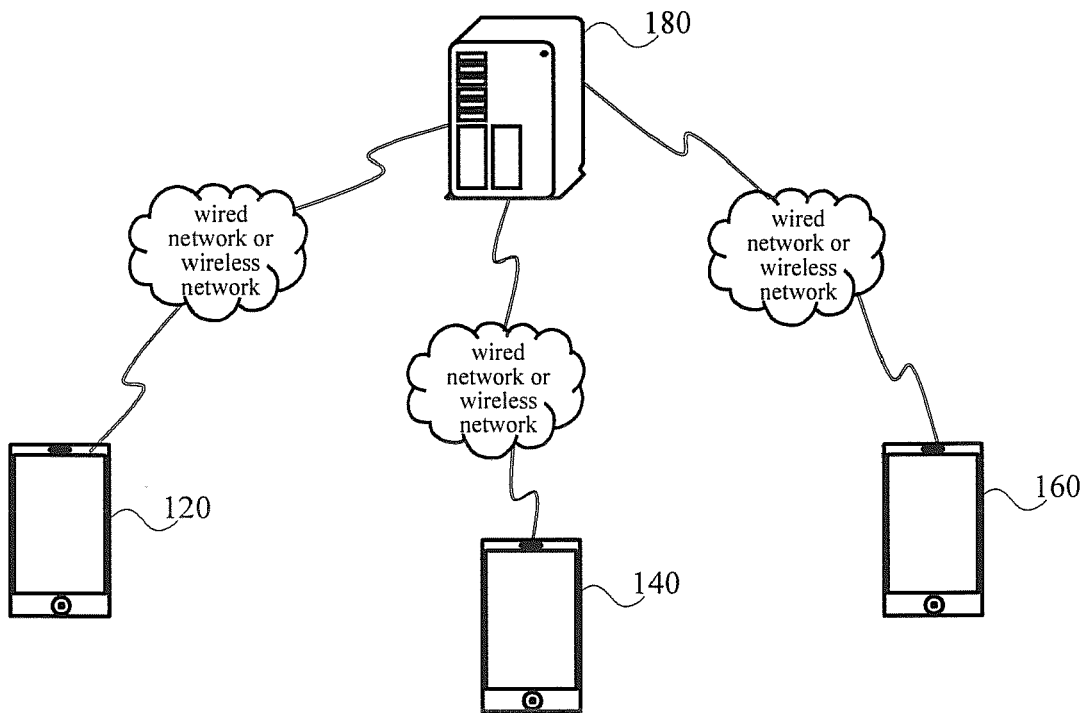 180
wired
network or
wireless
network
wired
network or
wireless
network
wired
network or
wireless
network
120
140
160